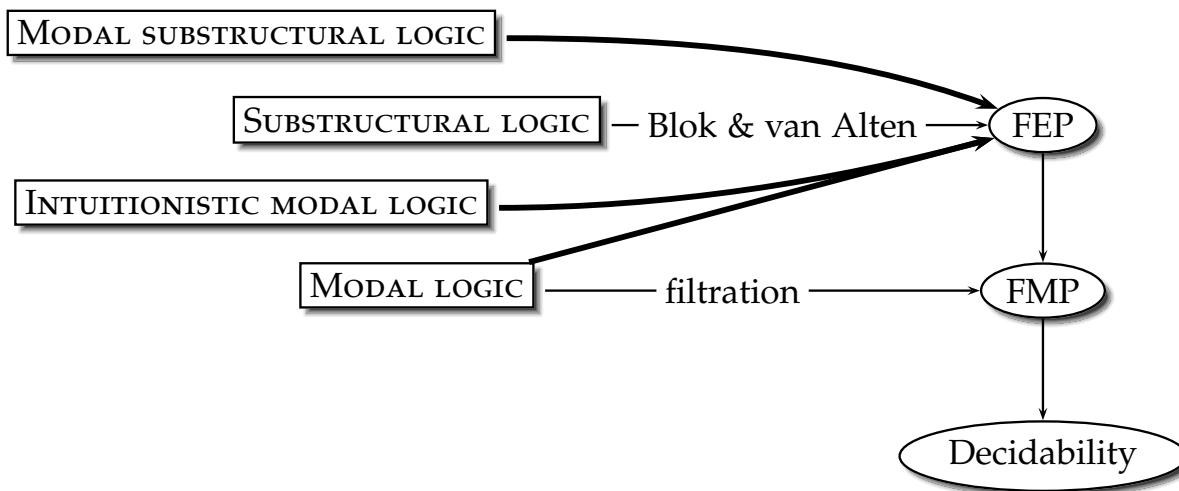 MODAL SUBSTRUCTURAL LOGIC
SUBSTRUCTURAL LOGIC
Blok & van Alten
FEP
INTUITIONISTIC MODAL LOGIC
MODAL LOGIC
filtration
FMP
Decidability